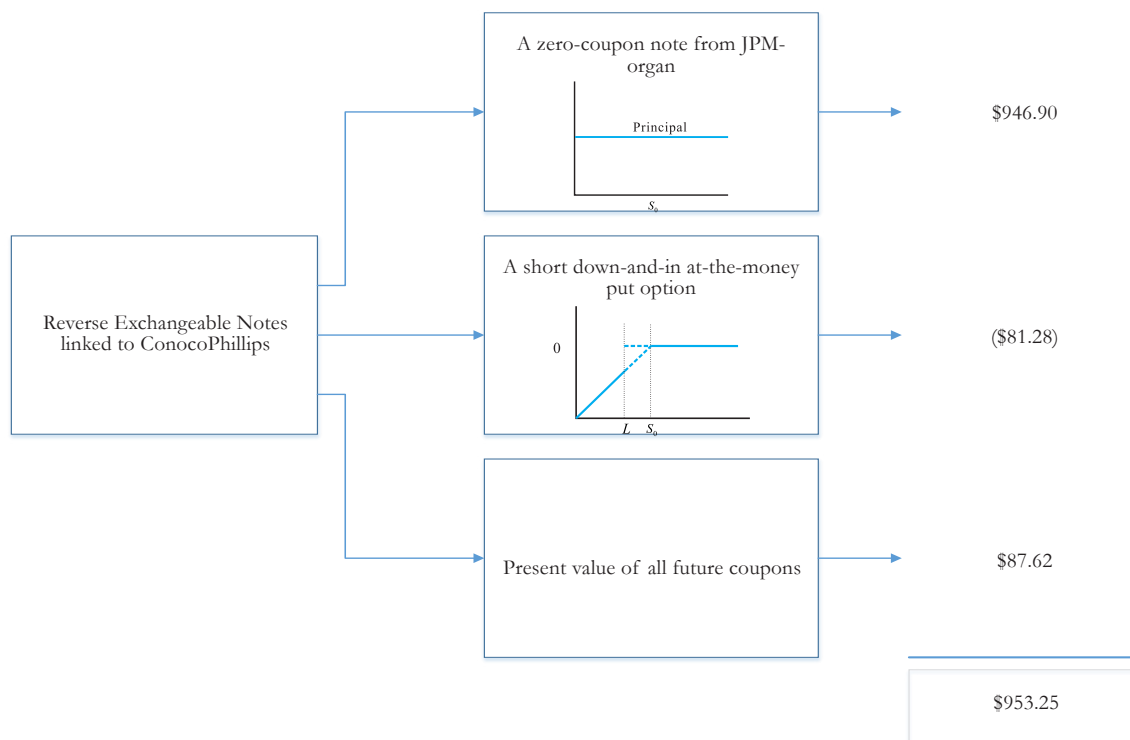 A zero-coupon note from JPM-
organ
Principal
S₀
$946.90
Reverse Exchangeable Notes
linked to ConocoPhillips
A short down-and-in at-the-money
put option
0
L S₀
($81.28)
Present value of all future coupons
$87.62
$953.25